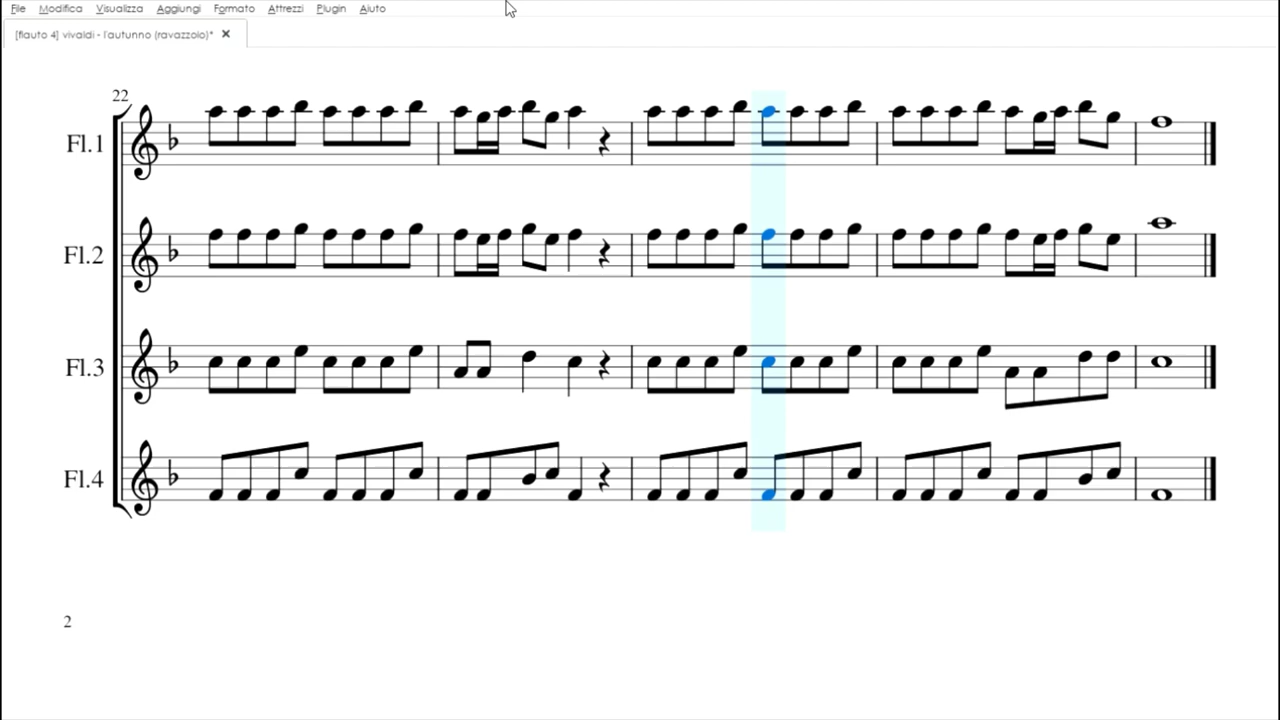 File Modifica Visualizza Aggiungi Formato Attrezzi Plugin Aiuto
[flauto 4] vivaldi - l'autunno (ravazzolo)*
22
Fl.1
Fl.2
Fl.3
Fl.4
2